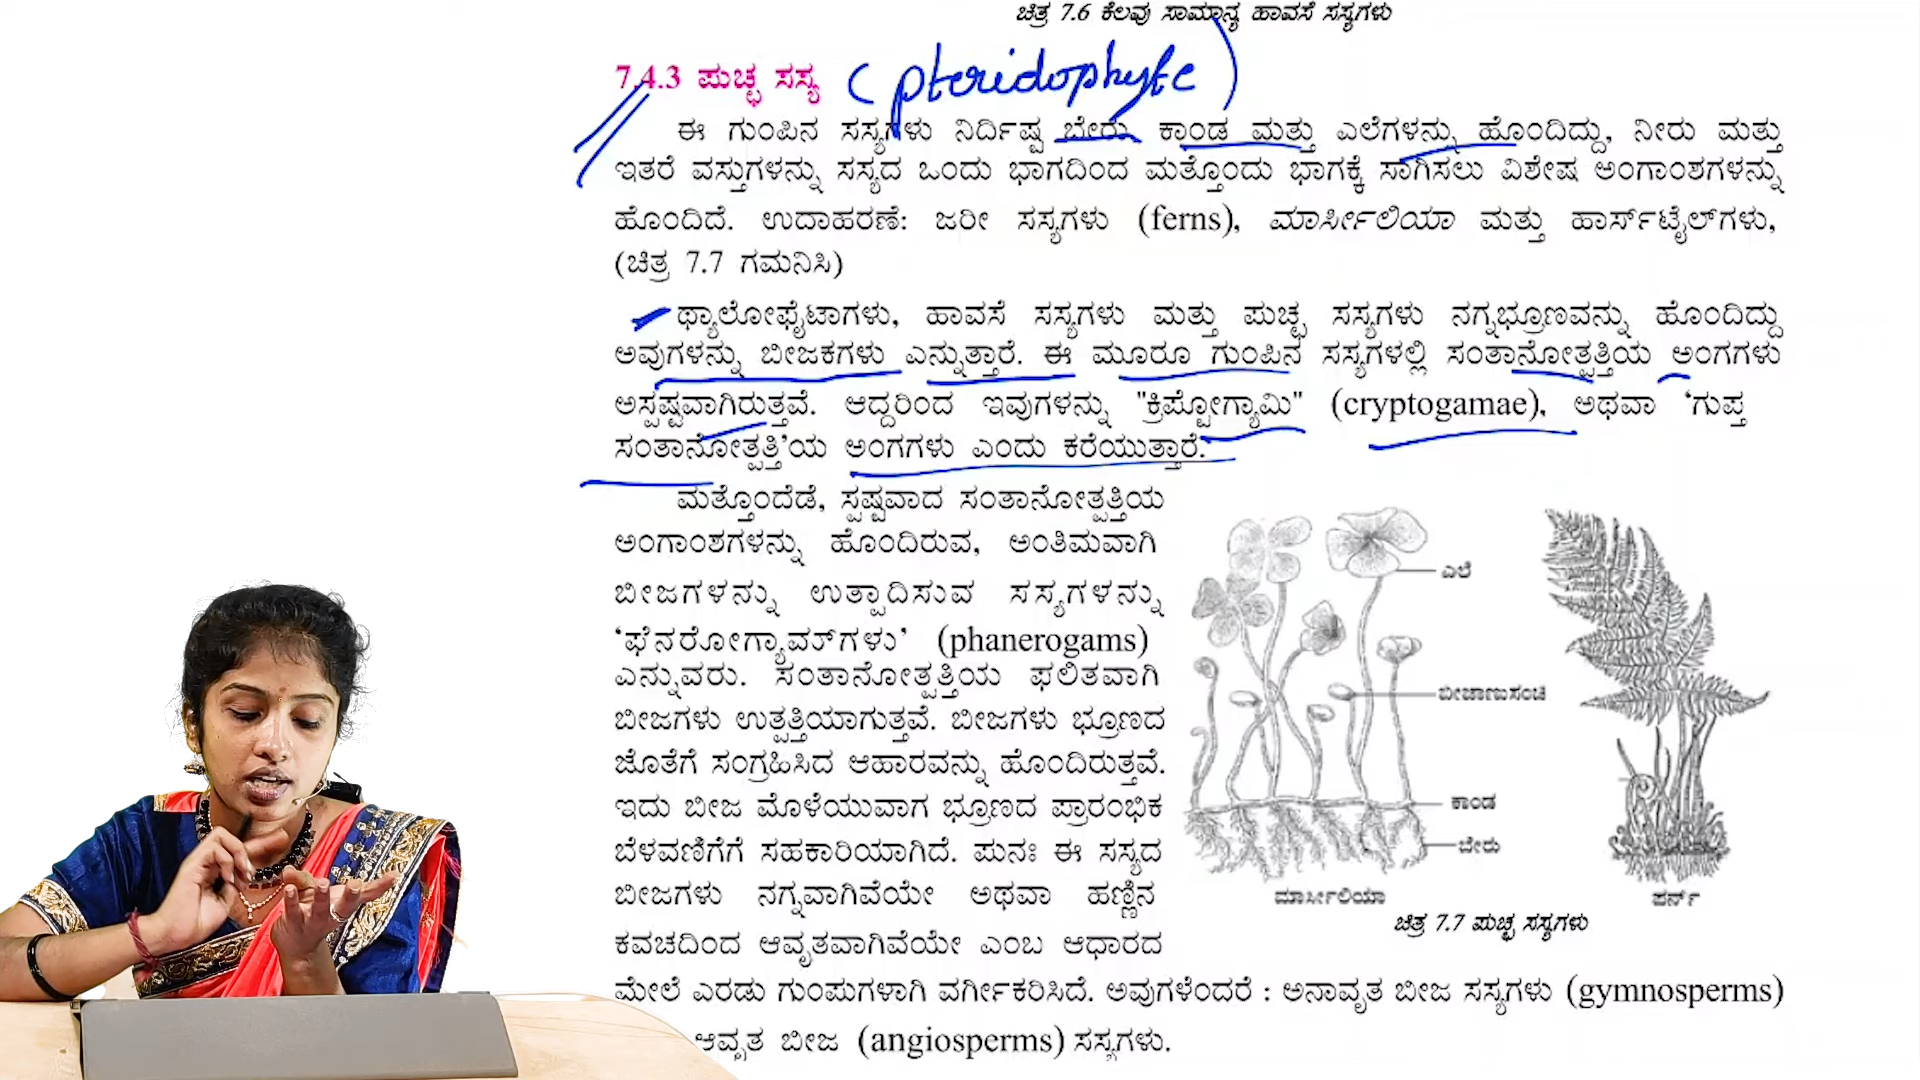 ಚಿತ್ರ 7.6 ಕೆಲವು ಸಾಮಾನ್ಯ ಹಾವಸೆ ಸಸ್ಯಗಳು
7.4.3 ಪುಚ್ಛ ಸಸ್ಯ (pteridophyte)
ಈ ಗುಂಪಿನ ಸಸ್ಯಗಳು ನಿರ್ದಿಷ್ಟ ಬೇರು ಕಾಂಡ ಮತ್ತು ಎಲೆಗಳನ್ನು ಹೊಂದಿದ್ದು, ನೀರು ಮತ್ತು
ಇತರೆ ವಸ್ತುಗಳನ್ನು ಸಸ್ಯದ ಒಂದು ಭಾಗದಿಂದ ಮತ್ತೊಂದು ಭಾಗಕ್ಕೆ ಸಾಗಿಸಲು ವಿಶೇಷ ಅಂಗಾಂಶಗಳನ್ನು
ಹೊಂದಿದೆ. ಉದಾಹರಣೆ: ಜರೀ ಸಸ್ಯಗಳು (ferns), ಮಾರ್ಸೀಲಿಯಾ ಮತ್ತು ಹಾರ್ಸ್‌ಟೈಲ್‌ಗಳು,
(ಚಿತ್ರ 7.7 ಗಮನಿಸಿ)
ಥ್ಯಾಲೋಫೈಟಾಗಳು, ಹಾವಸೆ ಸಸ್ಯಗಳು ಮತ್ತು ಪುಚ್ಛ ಸಸ್ಯಗಳು ನಗ್ನಭ್ರೂಣವನ್ನು ಹೊಂದಿದ್ದು
ಅವುಗಳನ್ನು ಬೀಜಕಗಳು ಎನ್ನುತ್ತಾರೆ. ಈ ಮೂರೂ ಗುಂಪಿನ ಸಸ್ಯಗಳಲ್ಲಿ ಸಂತಾನೋತ್ಪತ್ತಿಯ ಅಂಗಗಳು
ಅಸ್ಪಷ್ಟವಾಗಿರುತ್ತವೆ. ಆದ್ದರಿಂದ ಇವುಗಳನ್ನು "ಕ್ರಿಪ್ಟೋಗ್ಯಾಮಿ" (cryptogamae), ಅಥವಾ ‘ಗುಪ್ತ
ಸಂತಾನೋತ್ಪತ್ತಿ’ಯ ಅಂಗಗಳು ಎಂದು ಕರೆಯುತ್ತಾರೆ.
ಮತ್ತೊಂದೆಡೆ, ಸ್ಪಷ್ಟವಾದ ಸಂತಾನೋತ್ಪತ್ತಿಯ
ಅಂಗಾಂಶಗಳನ್ನು ಹೊಂದಿರುವ, ಅಂತಿಮವಾಗಿ
ಬೀಜಗಳನ್ನು ಉತ್ಪಾದಿಸುವ ಸಸ್ಯಗಳನ್ನು
‘ಫೆನರೋಗ್ಯಾಮ್‌ಗಳು’ (phanerogams)
ಎನ್ನುವರು. ಸಂತಾನೋತ್ಪತ್ತಿಯ ಫಲಿತವಾಗಿ
ಬೀಜಗಳು ಉತ್ಪತ್ತಿಯಾಗುತ್ತವೆ. ಬೀಜಗಳು ಭ್ರೂಣದ
ಜೊತೆಗೆ ಸಂಗ್ರಹಿಸಿದ ಆಹಾರವನ್ನು ಹೊಂದಿರುತ್ತವೆ.
ಇದು ಬೀಜ ಮೊಳೆಯುವಾಗ ಭ್ರೂಣದ ಪ್ರಾರಂಭಿಕ
ಬೆಳವಣಿಗೆಗೆ ಸಹಕಾರಿಯಾಗಿದೆ. ಪುನಃ ಈ ಸಸ್ಯದ
ಬೀಜಗಳು ನಗ್ನವಾಗಿವೆಯೇ ಅಥವಾ ಹಣ್ಣಿನ
ಕವಚದಿಂದ ಆವೃತವಾಗಿವೆಯೇ ಎಂಬ ಆಧಾರದ
ಮೇಲೆ ಎರಡು ಗುಂಪುಗಳಾಗಿ ವರ್ಗೀಕರಿಸಿದೆ. ಅವುಗಳೆಂದರೆ : ಅನಾವೃತ ಬೀಜ ಸಸ್ಯಗಳು (gymnosperms)
ಆವೃತ ಬೀಜ (angiosperms) ಸಸ್ಯಗಳು.
ಎಲೆ
ಬೀಜಾಣುಸಂಚಿ
ಕಾಂಡ
ಬೇರು
ಮಾರ್ಸೀಲಿಯಾ
ಫರ್ನ್
ಚಿತ್ರ 7.7 ಪುಚ್ಛ ಸಸ್ಯಗಳು